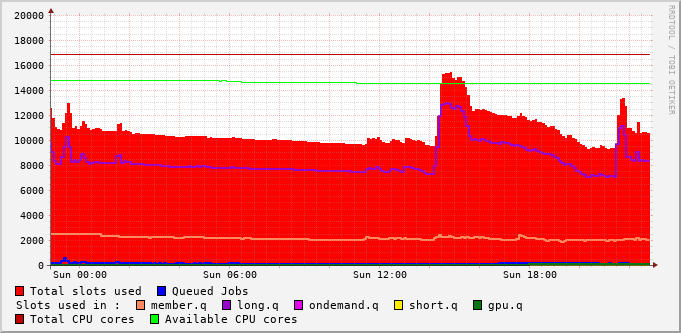 RRDTOOL / TOBI OETIKER
20000
18000
16000
14000
12000
10000
8000
6000
4000
2000
0
Sun 00:00 Sun 06:00 Sun 12:00 Sun 18:00
Total slots used Queued Jobs
Slots used in : member.q long.q ondemand.q short.q gpu.q
Total CPU cores Available CPU cores